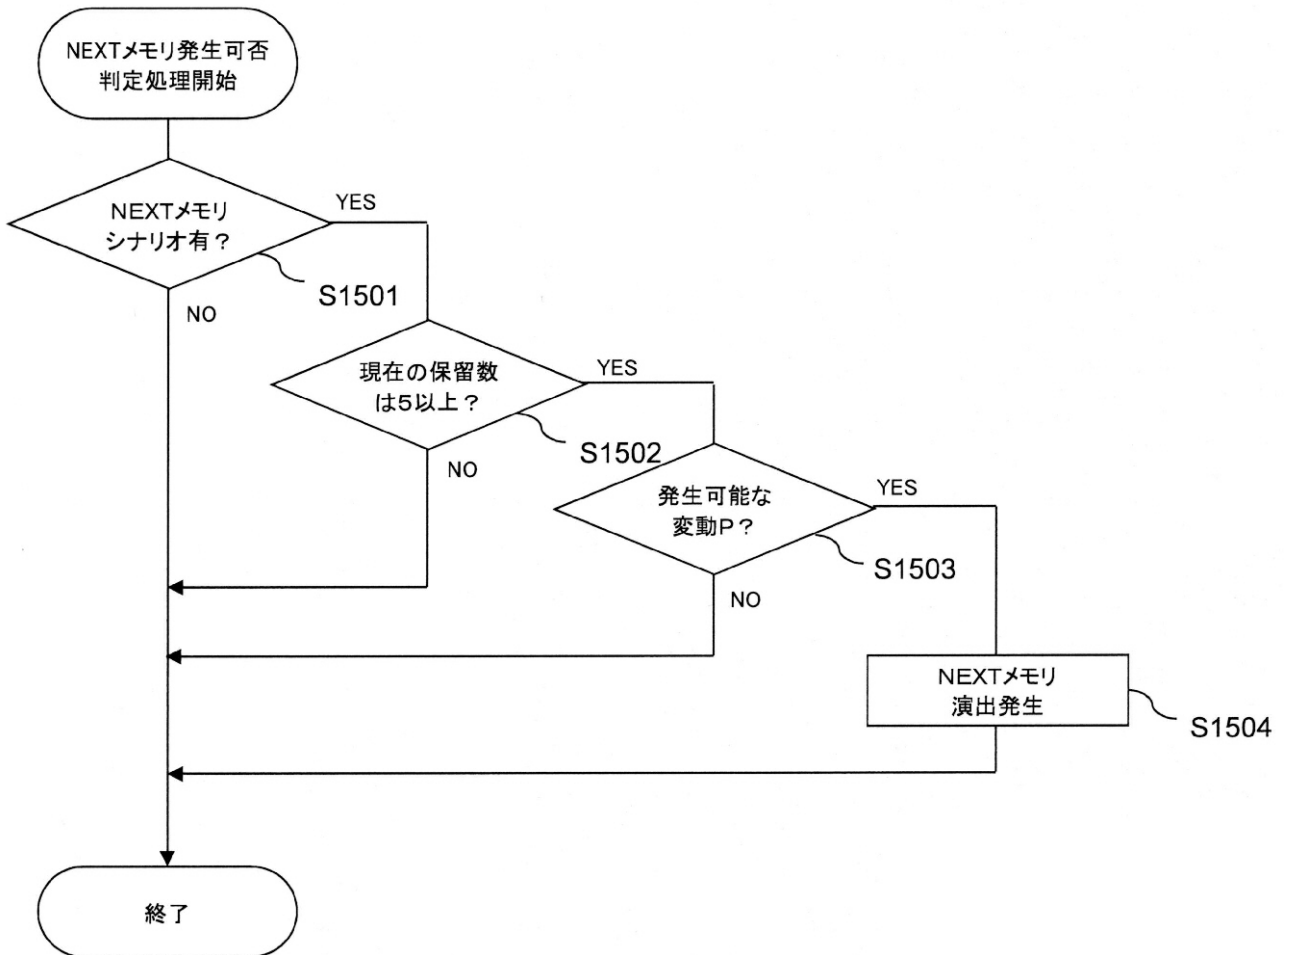 NEXTメモリ発生可否
判定処理開始
NEXTメモリ
シナリオ有？
YES
S1501
NO
現在の保留数
は5以上？
YES
S1502
NO
発生可能な
変動P？
YES
S1503
NO
NEXTメモリ
演出発生
S1504
終了